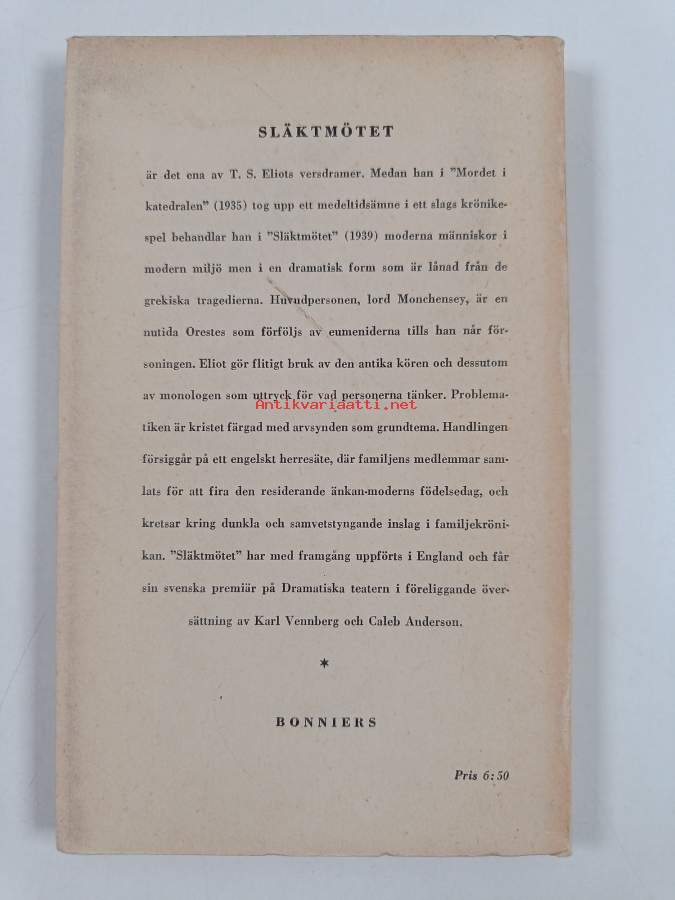 SLÄKTMÖTET
är det ena av T. S. Eliots versdramer. Medan han i ”Mordet i
katedralen” (1935) tog upp ett medeltidsämne i ett slags krönike-
spel behandlar han i ”Släktmötet” (1939) moderna människor i
modern miljö men i en dramatisk form som är lånad från de
grekiska tragedierna. Huvudpersonen, lord Monchensey, är en
nutida Orestes som förföljs av eumeniderna tills han når för-
soningen. Eliot gör flitigt bruk av den antika kören och dessutom
av monologen som uttryck för vad personerna tänker. Problema-
Antikvariaatti.net
tiken är kristet färgad med arvsynden som grundtema. Handlingen
försiggår på ett engelskt herresäte, där familjens medlemmar sam-
lats för att fira den residerande änkan-moderns födelsedag, och
kretsar kring dunkla och samvetstyngande inslag i familjekröni-
kan. ”Släktmötet” har med framgång uppförts i England och får
sin svenska premiär på Dramatiska teatern i föreliggande över-
sättning av Karl Vennberg och Caleb Anderson.
BONNIERS
Pris 6:50